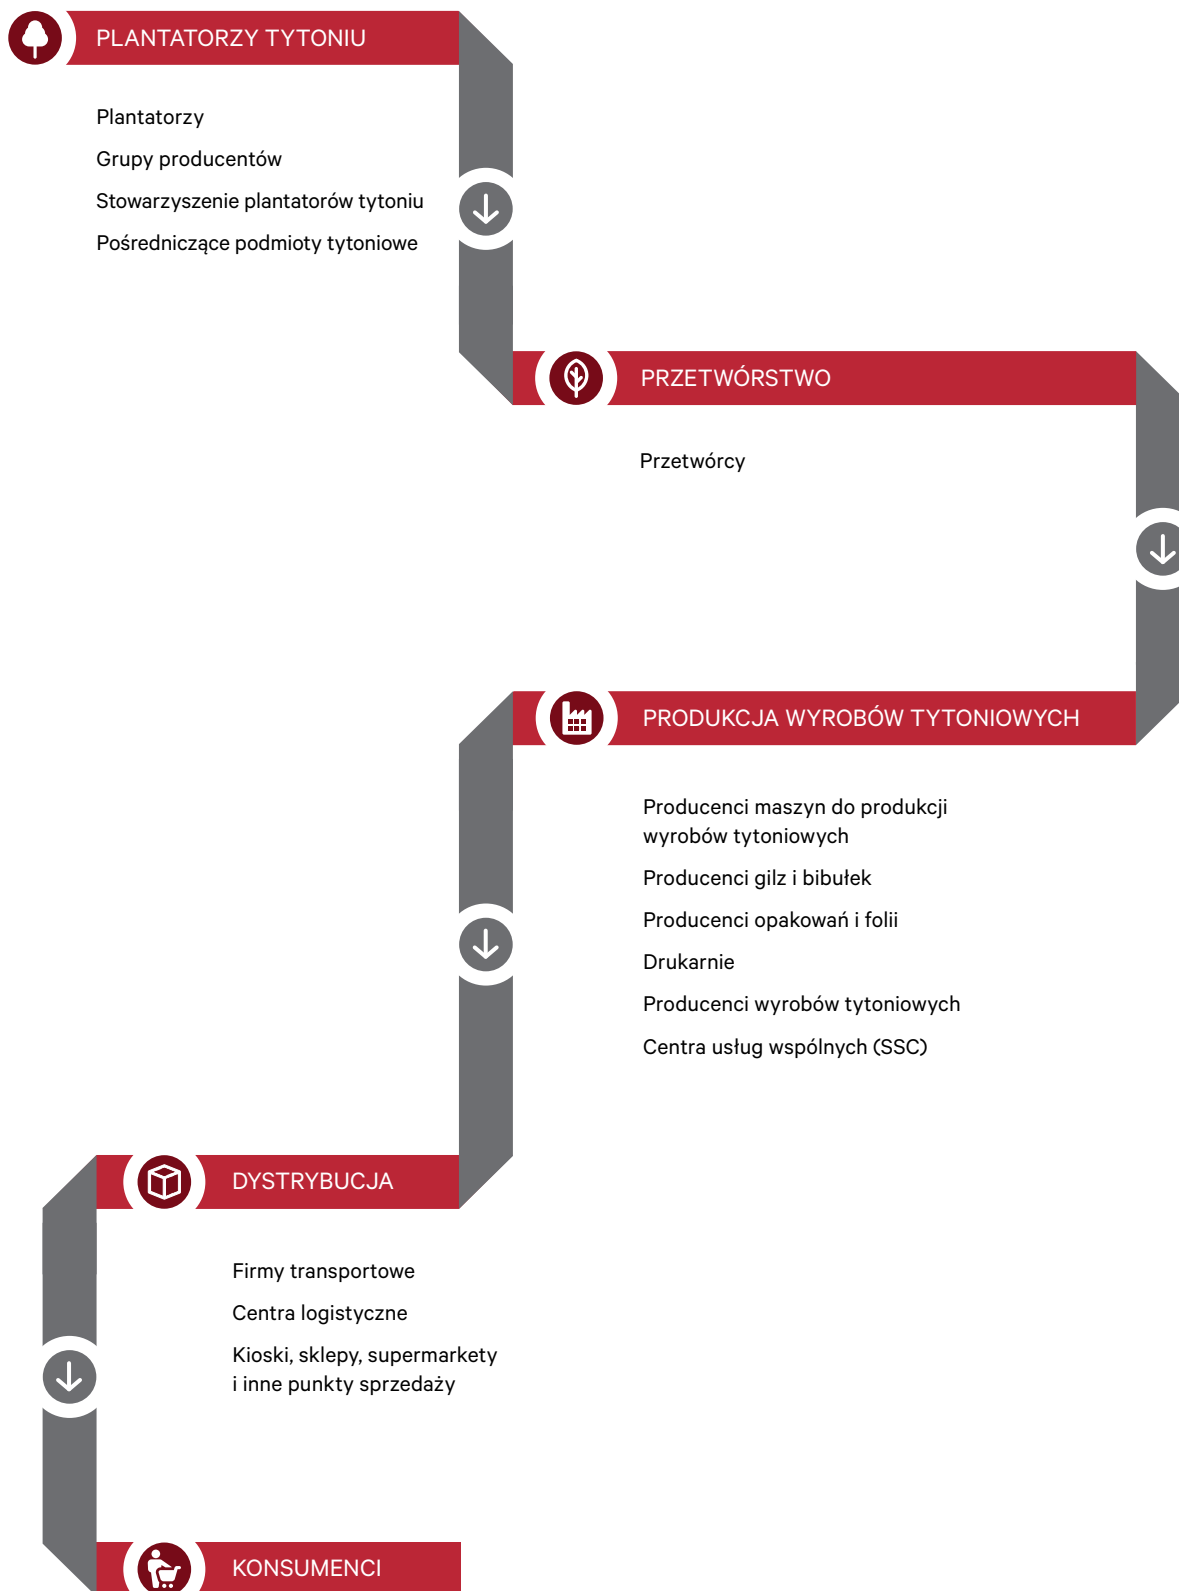 PLANTATORZY TYTONIU
Plantatorzy
Grupy producentów
Stowarzyszenie plantatorów tytoniu
Pośredniczące podmioty tytoniowe
PRZETWÓRSTWO
Przetwórcy
PRODUKCJA WYROBÓW TYTONIOWYCH
Producenci maszyn do produkcji
wyrobów tytoniowych
Producenci gilz i bibułek
Producenci opakowań i folii
Drukarnie
Producenci wyrobów tytoniowych
Centra usług wspólnych (SSC)
DYSTRYBUCJA
Firmy transportowe
Centra logistyczne
Kioski, sklepy, supermarkety
i inne punkty sprzedaży
KONSUMENCI